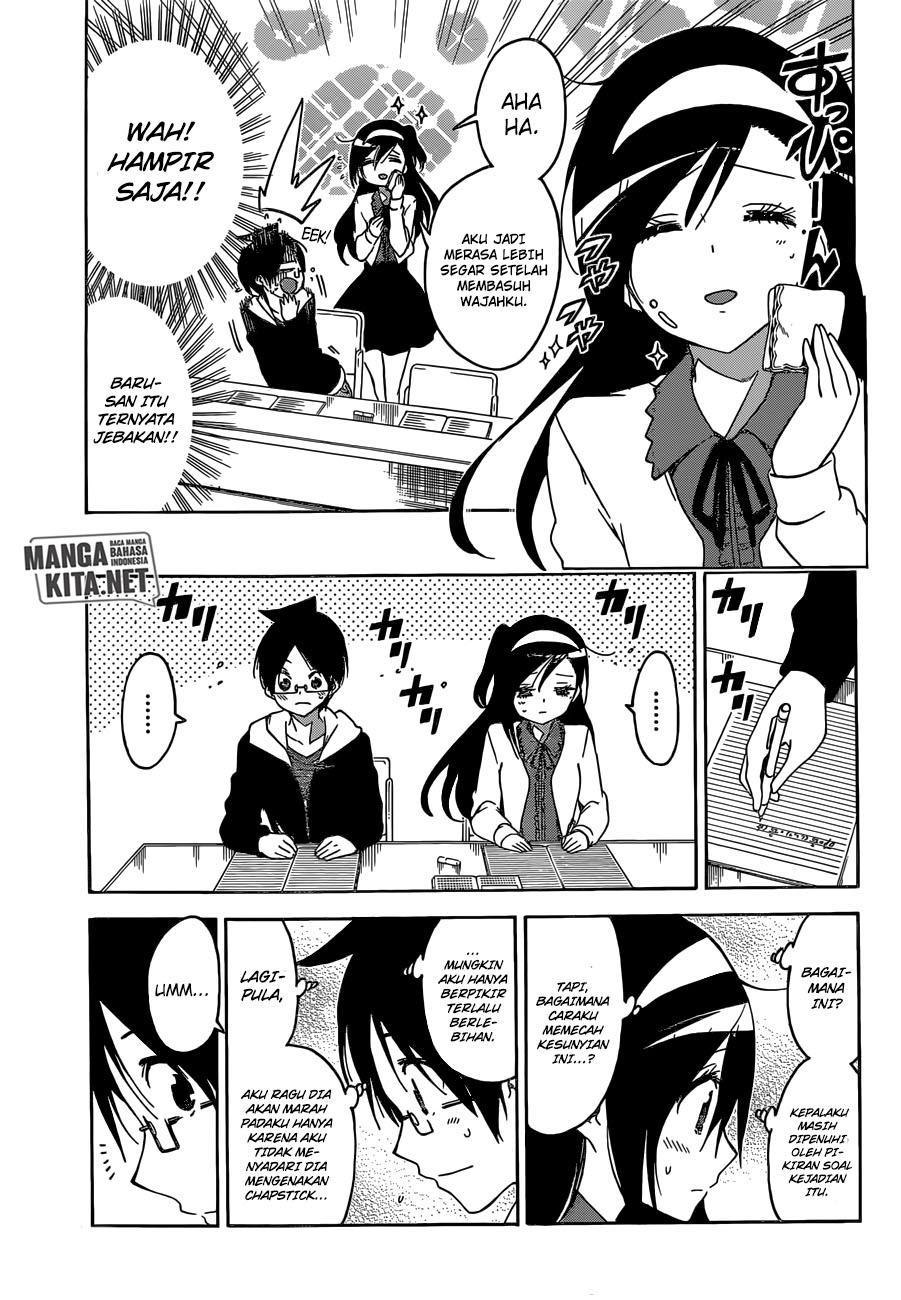 すっぴーん
AHA
HA.
AKU JADI
MERASA LEBIH
SEGAR SETELAH
MEMBASUH
WAJAHKU.
EEK!
WAH!
HAMPIR
SAJA!!
BARU-
SAN ITU
TERNYATA
JEBAKAN!!
MANGA
KITA.NET
BACA MANGA
BAHASA
INDONESIA
カリ
......
カリ
カリ
カリ
カリ
......
BAGAI-
MANA
INI?
KEPALAKU
MASIH
DIPENUHI
OLEH PI-
KIRAN SOAL
KEJADIAN
ITU.
TAPI,
BAGAIMANA
CARAKU
MEMECAH
KESUNYIAN
INI...?
...
MUNGKIN
AKU HANYA
BERPIKIR
TERLALU
BERLE-
BIHAN.
LAGI-
PULA,
AKU RAGU DIA
AKAN MARAH
PADAKU HANYA
KARENA AKU
TIDAK ME-
NYADARI DIA
MENGENAKAN
CHAPSTICK...
UMM...